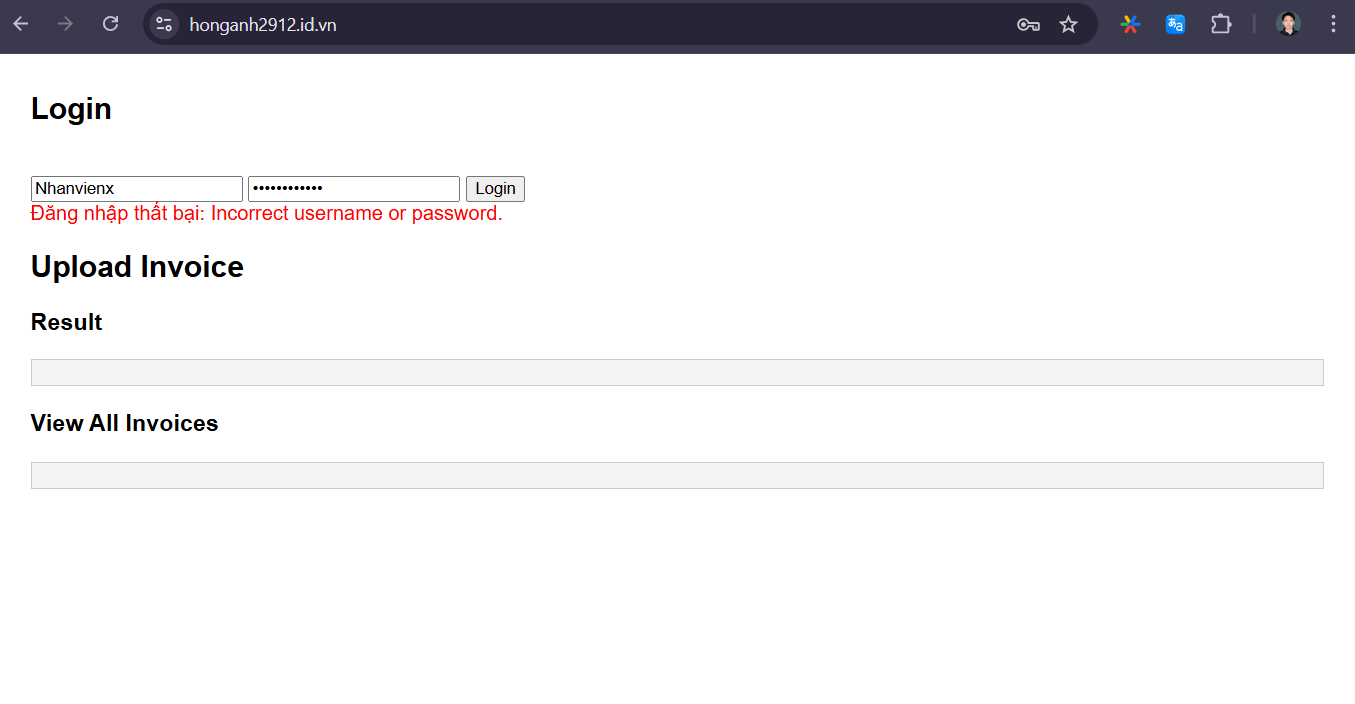 honganh2912.id.vn
Login
Nhanvienx •••••••••••• Login
Đăng nhập thất bại: Incorrect username or password.
Upload Invoice
Result
View All Invoices